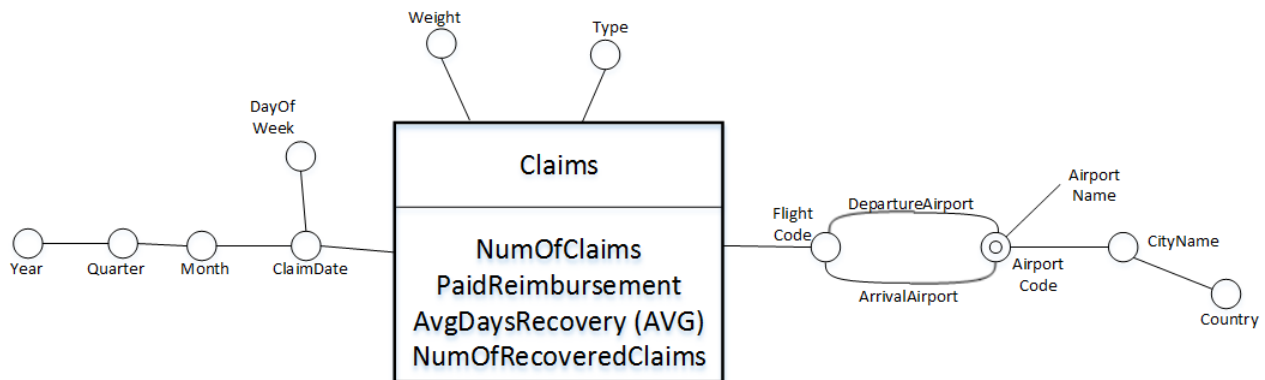 Weight
Type
DayOf
Week
Claims
NumOfClaims
PaidReimbursement
AvgDaysRecovery (AVG)
NumOfRecoveredClaims
Year
Quarter
Month
ClaimDate
Flight
Code
DepartureAirport
ArrivalAirport
Airport
Name
Airport
Code
CityName
Country